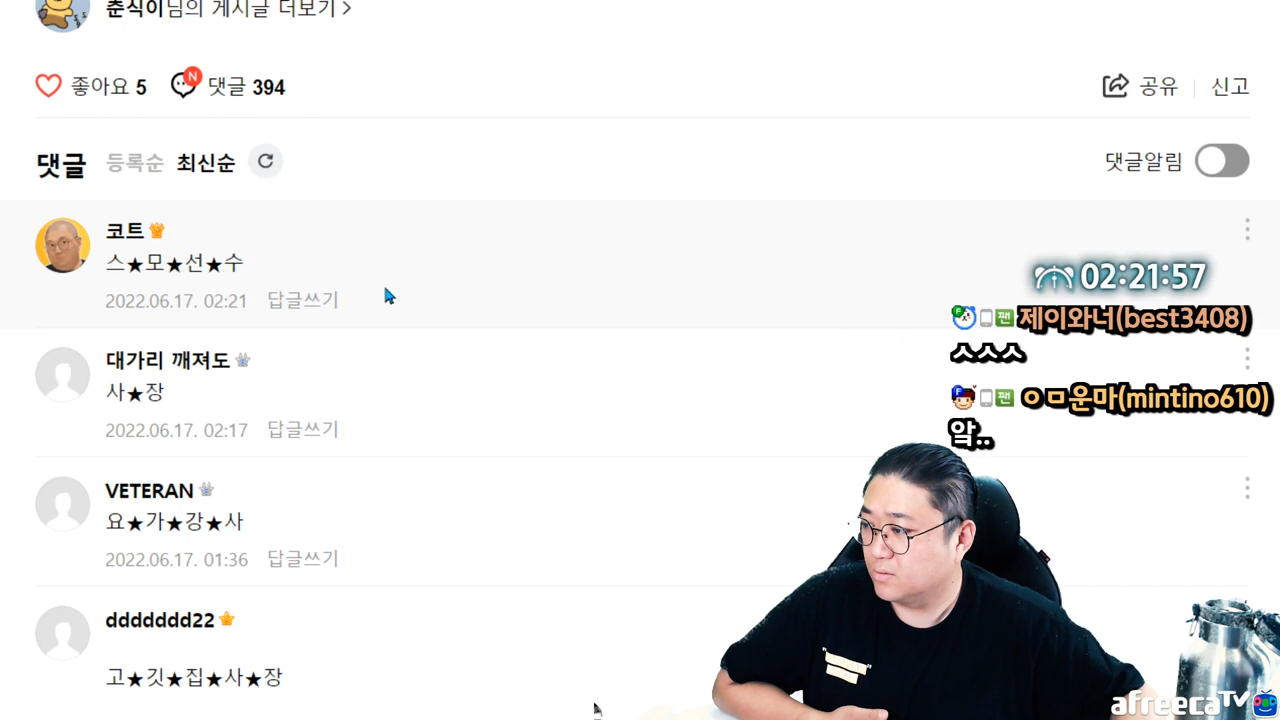 춘식이님의 게시글 더보기 >
좋아요 5 댓글 394
공유 신고
댓글 등록순 최신순
댓글알림
코트
스★모★선★수
2022.06.17. 02:21 답글쓰기
대가리 깨져도
사★장
2022.06.17. 02:17 답글쓰기
VETERAN
요★가★강★사
2022.06.17. 01:36 답글쓰기
ddddddd22
고★깃★집★사★장
02:21:57
F 팬 제이와너(best3408)
ㅅㅅㅅ
F 팬 ㅇㅁ운마(mintino610)
앜..
afreecaTV